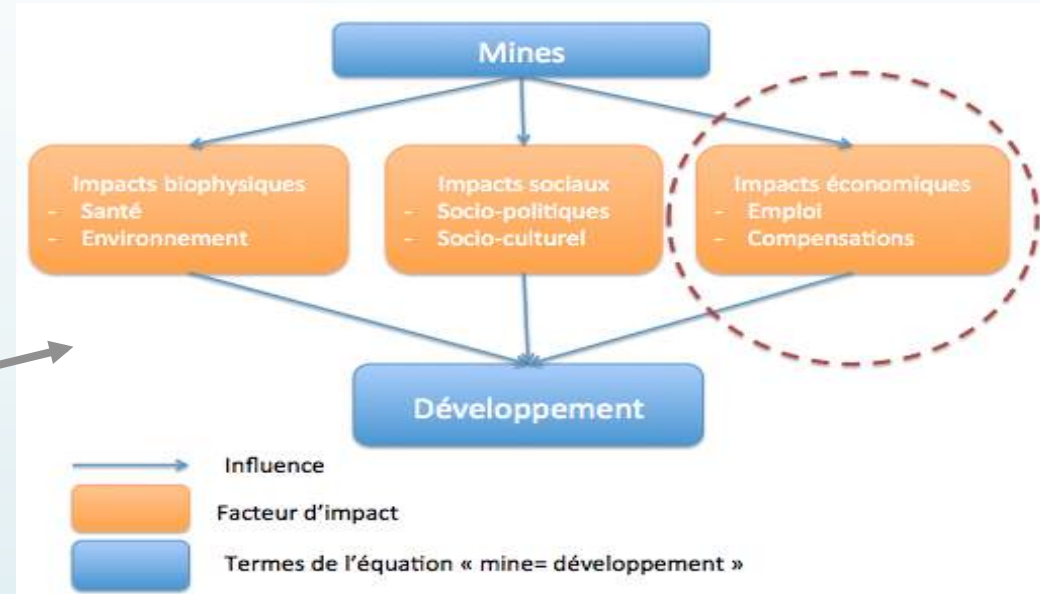 Mines
Impacts biophysiques
- Santé
- Environnement
Impacts sociaux
- Socio-politiques
- Socio-culturel
Impacts économiques
- Emploi
- Compensations
Développement
Influence
Facteur d'impact
Termes de l'équation « mine= développement »